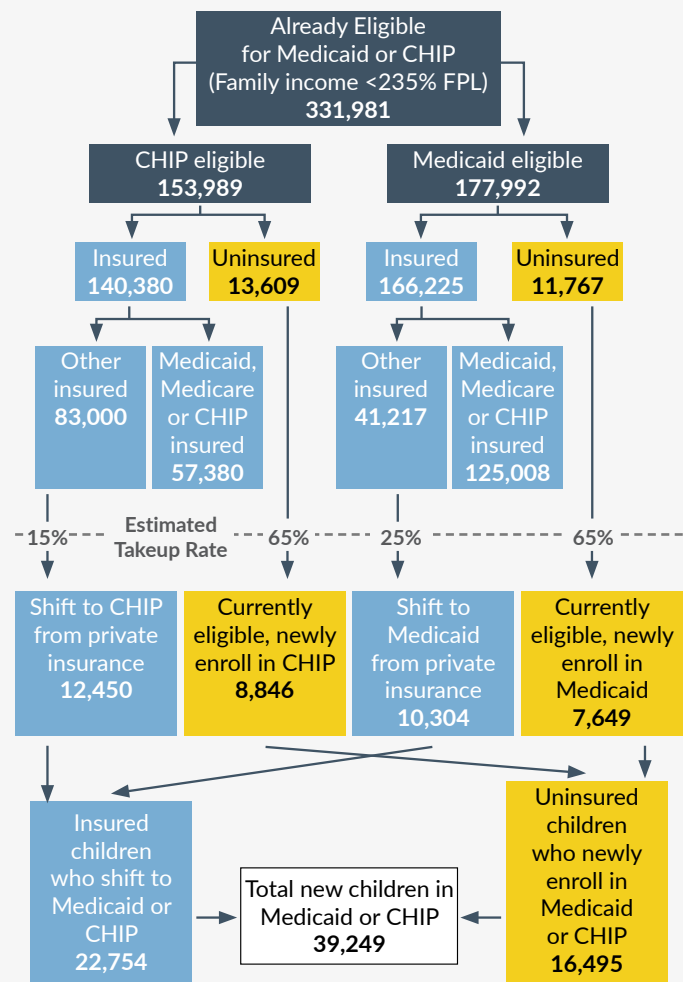 Already Eligible
for Medicaid or CHIP
(Family income <235% FPL)
331,981
CHIP eligible
153,989
Medicaid eligible
177,992
Insured
140,380
Uninsured
13,609
Insured
166,225
Uninsured
11,767
Other
insured
83,000
Medicaid,
Medicare
or CHIP
insured
57,380
Other
insured
41,217
Medicaid,
Medicare
or CHIP
insured
125,008
15%
Estimated
Takeup Rate
65%
25%
65%
Shift to CHIP
from private
insurance
12,450
Currently
eligible, newly
enroll in CHIP
8,846
Shift to
Medicaid
from private
insurance
10,304
Currently
eligible, newly
enroll in
Medicaid
7,649
Insured
children
who shift to
Medicaid or
CHIP
22,754
Total new children in
Medicaid or CHIP
39,249
Uninsured
children
who newly
enroll in
Medicaid
or CHIP
16,495